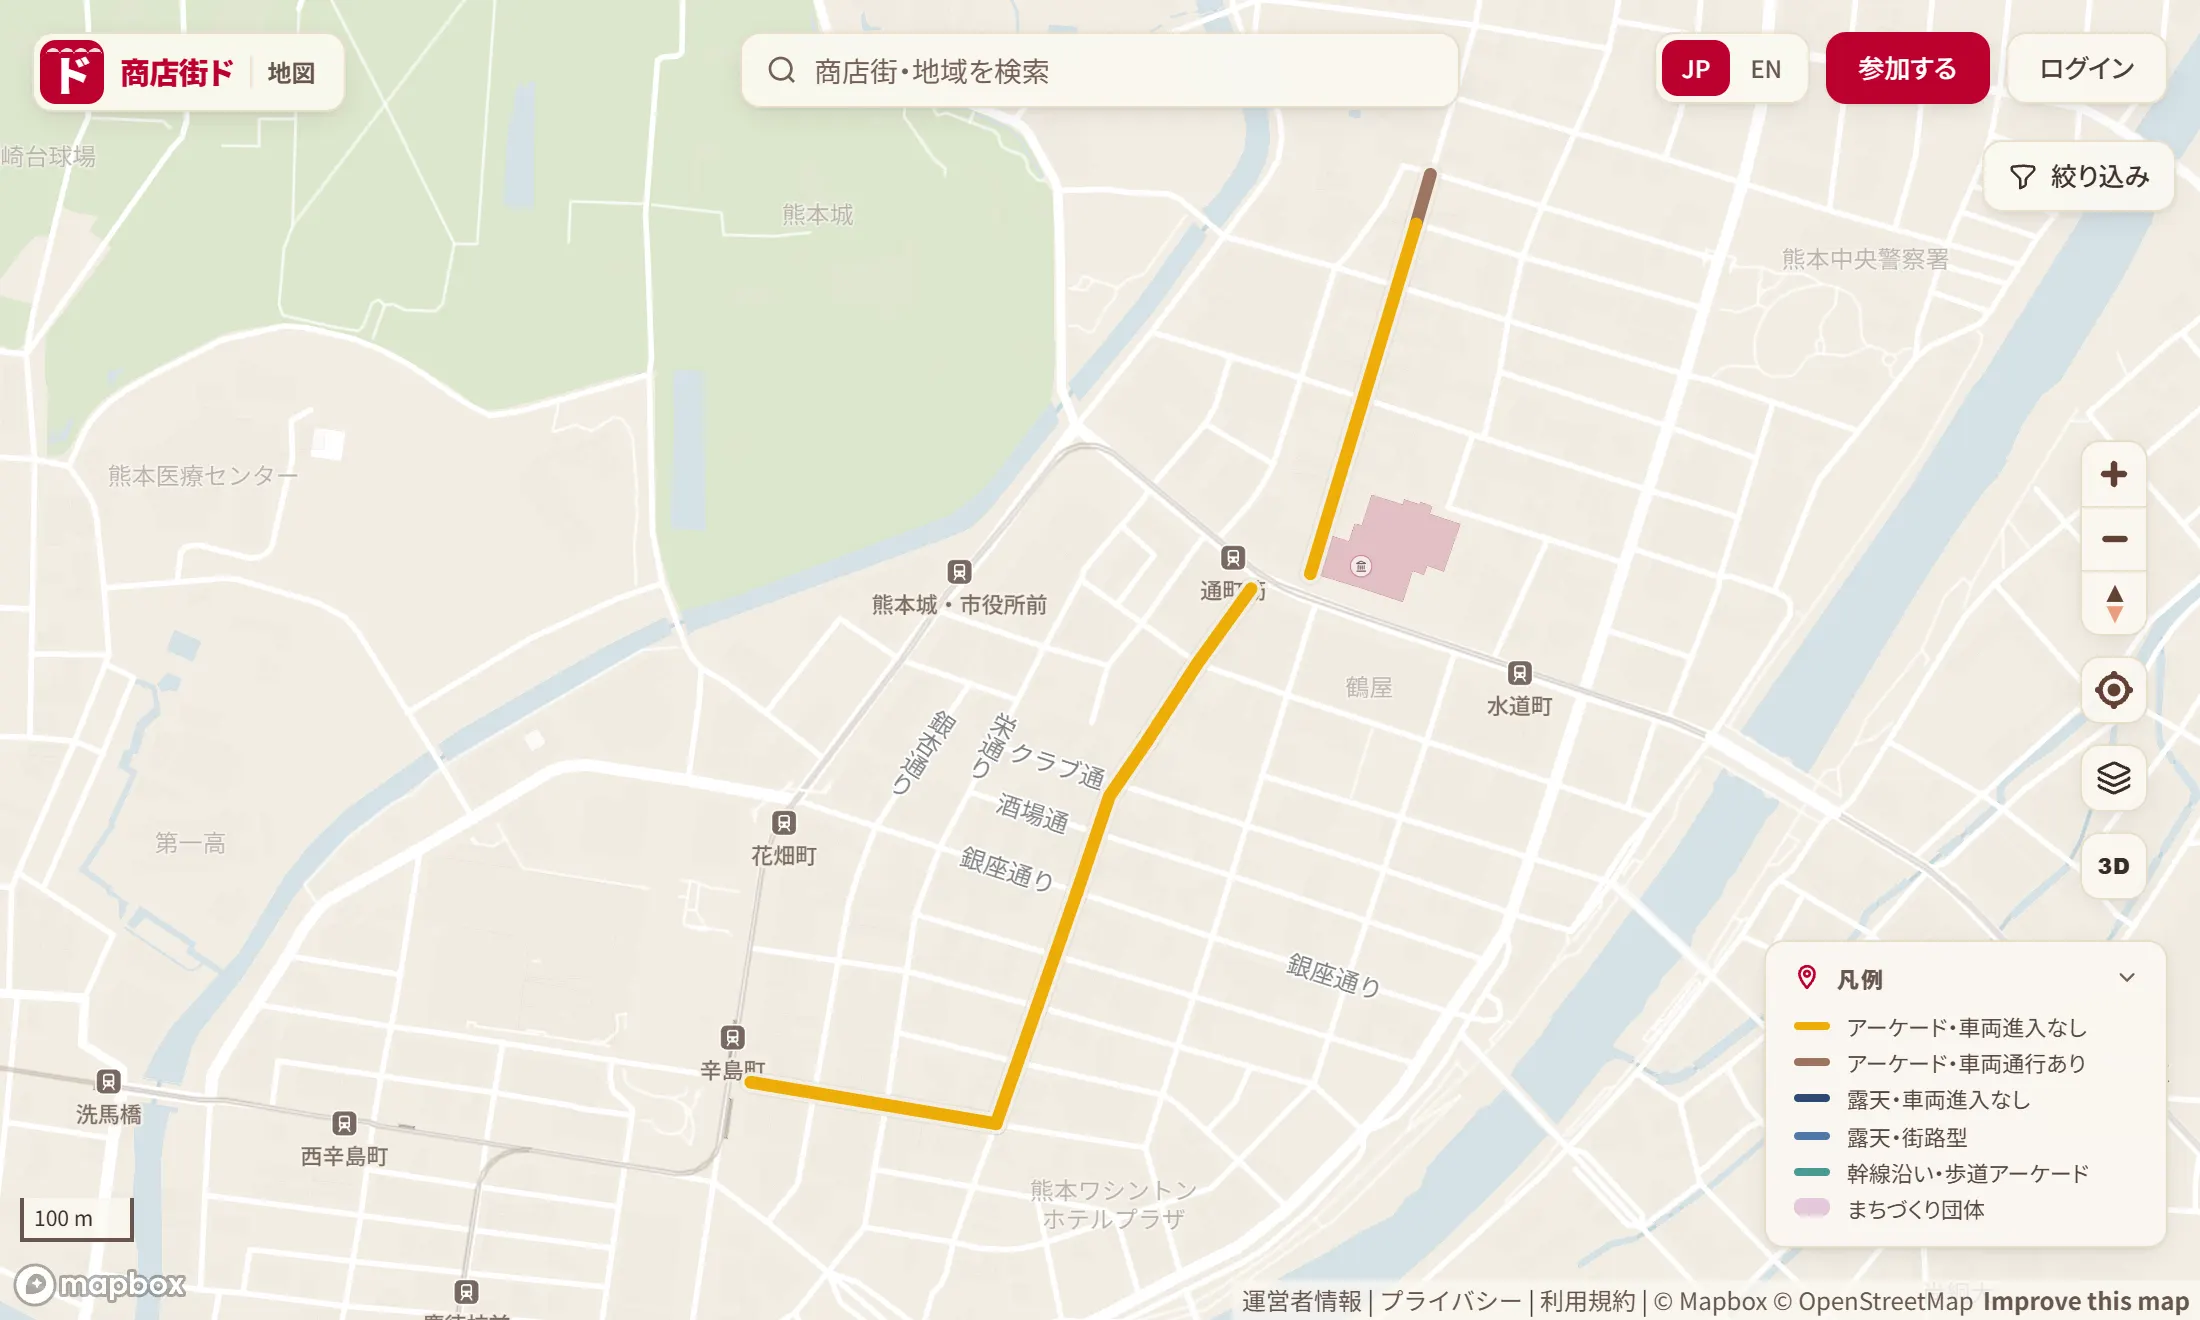 ド 商店街ド 地図
商店街・地域を検索
JP EN
参加する
ログイン
絞り込み
崎台球場
熊本城
熊本中央警察署
熊本医療センター
熊本城・市役所前
通町筋
鶴屋
水道町
銀杏通り
栄通り
クラブ通
酒場通
銀座通り
第一高
花畑町
銀座通り
辛島町
洗馬橋
西辛島町
熊本ワシントン
ホテルプラザ
3D
凡例
アーケード・車両進入なし
アーケード・車両通行あり
露天・車両進入なし
露天・街路型
幹線沿い・歩道アーケード
まちづくり団体
100 m
mapbox
運営者情報 | プライバシー | 利用規約 | © Mapbox © OpenStreetMap Improve this map